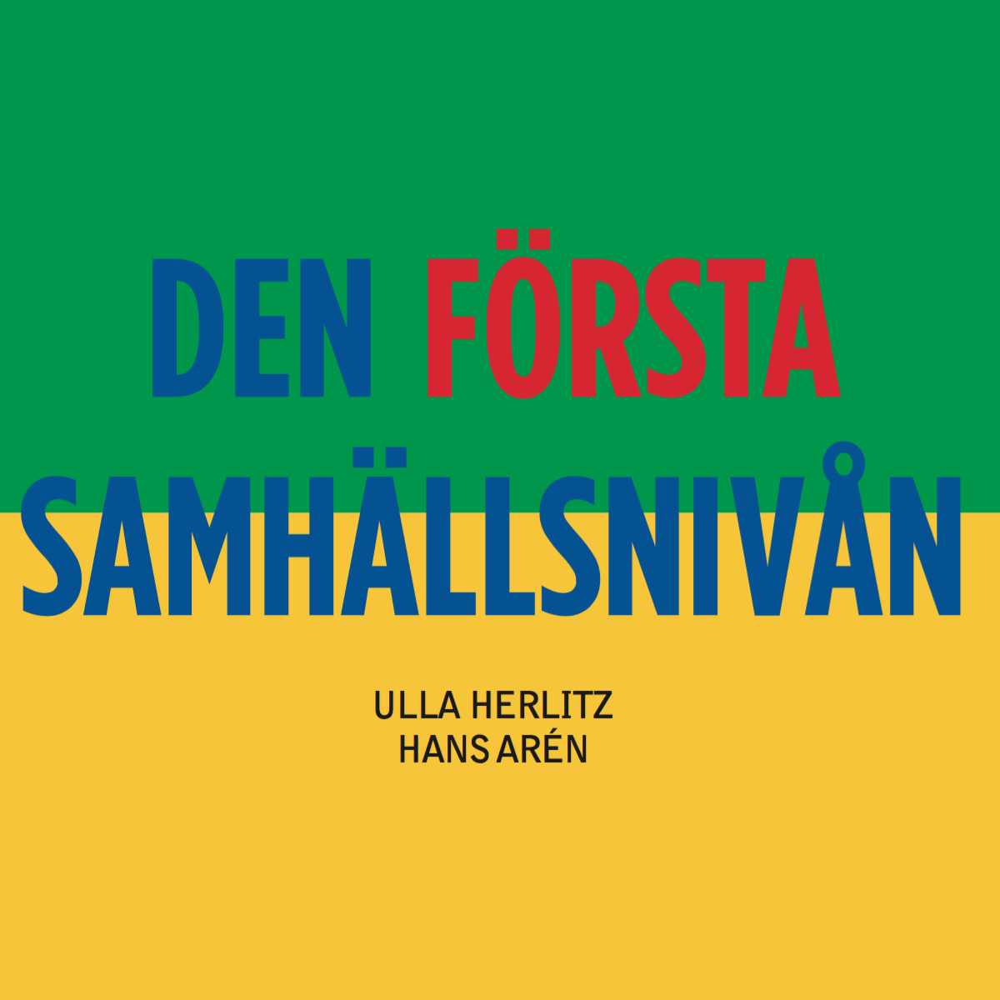 DEN FÖRSTA
SAMHÄLLSNIVÅN
ULLA HERLITZ
HANS ARÉN